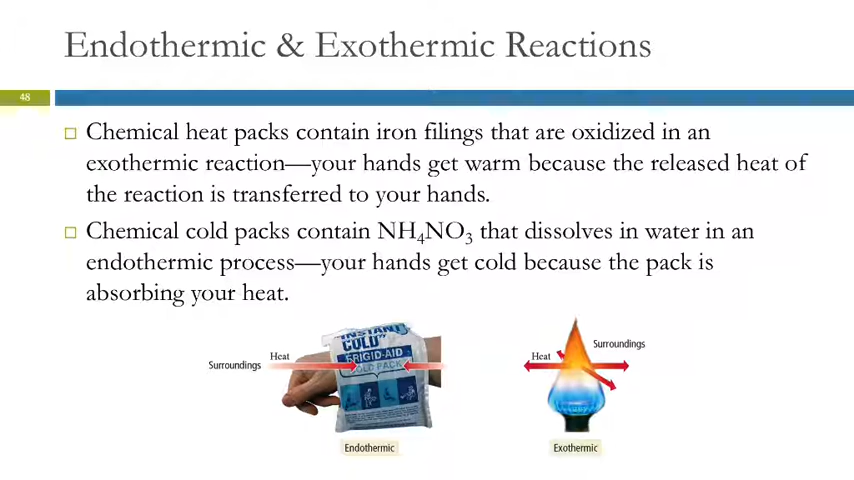 Endothermic & Exothermic Reactions
48
Chemical heat packs contain iron filings that are oxidized in an
exothermic reaction—your hands get warm because the released heat of
the reaction is transferred to your hands.
Chemical cold packs contain NH₄NO₃ that dissolves in water in an
endothermic process—your hands get cold because the pack is
absorbing your heat.
Surroundings
Heat
"INSTANT
COLD"
FRIGID-AID
COLD PACK
Endothermic
Heat
Surroundings
Exothermic